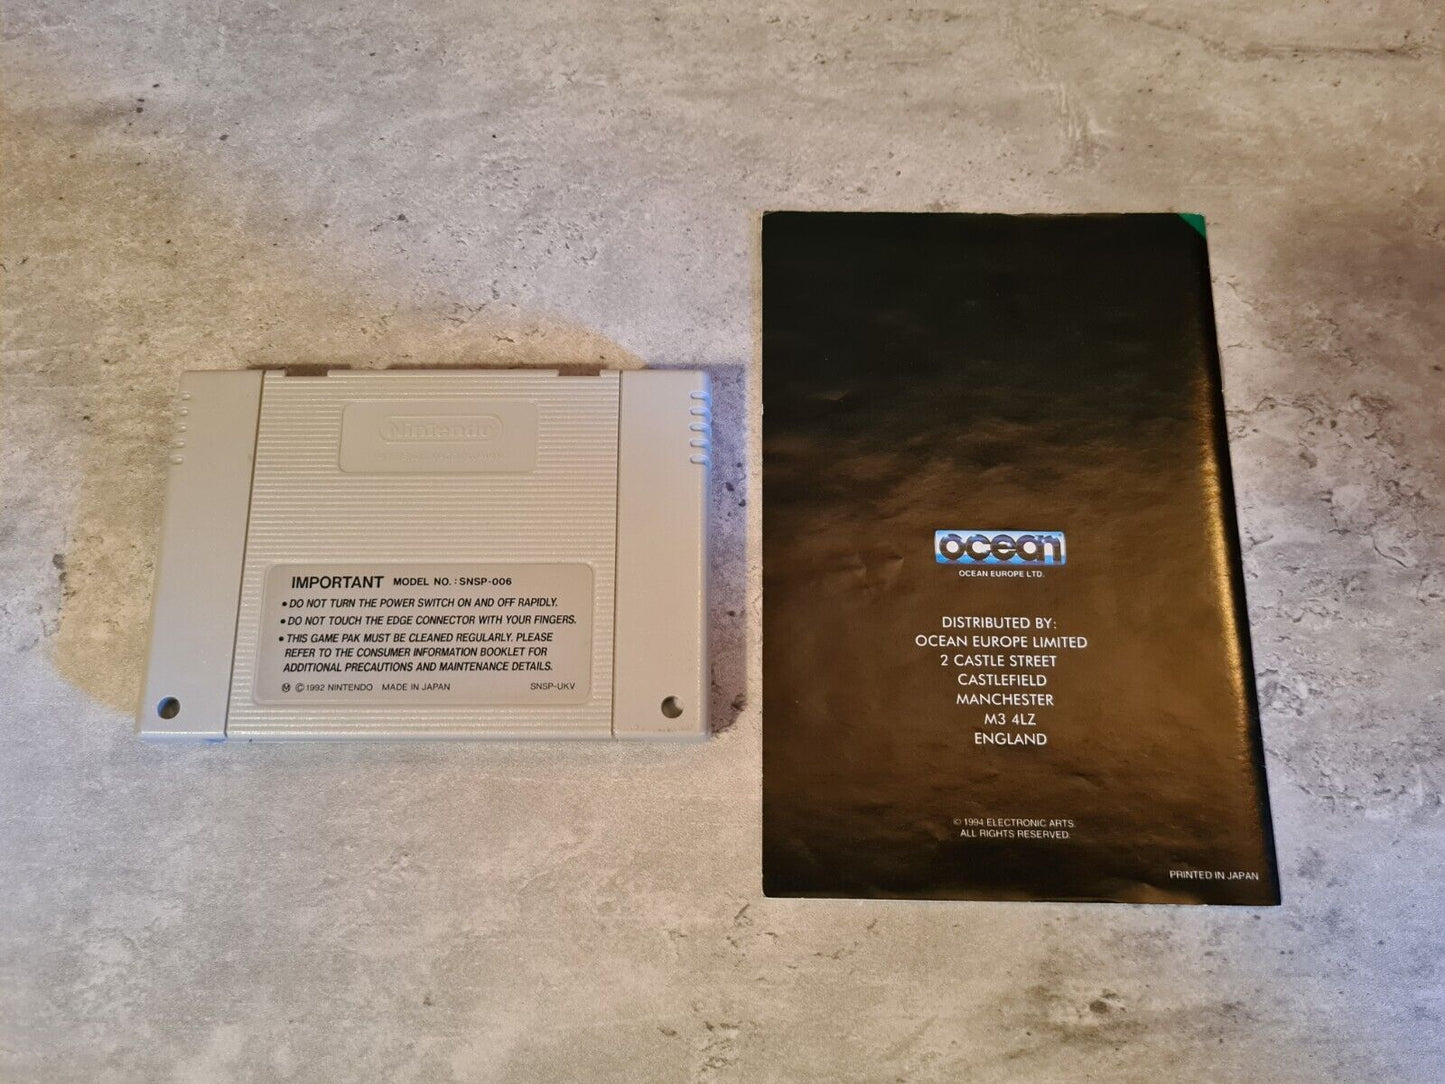 Nintendo
IMPORTANT MODEL NO. : SNSP-006
• DO NOT TURN THE POWER SWITCH ON AND OFF RAPIDLY.
• DO NOT TOUCH THE EDGE CONNECTOR WITH YOUR FINGERS.
• THIS GAME PAK MUST BE CLEANED REGULARLY. PLEASE
REFER TO THE CONSUMER INFORMATION BOOKLET FOR
ADDITIONAL PRECAUTIONS AND MAINTENANCE DETAILS.
Ⓜ © 1992 NINTENDO MADE IN JAPAN SNSP-UKV
ocean
OCEAN EUROPE LTD.
DISTRIBUTED BY:
OCEAN EUROPE LIMITED
2 CASTLE STREET
CASTLEFIELD
MANCHESTER
M3 4LZ
ENGLAND
© 1994 ELECTRONIC ARTS.
ALL RIGHTS RESERVED.
PRINTED IN JAPAN